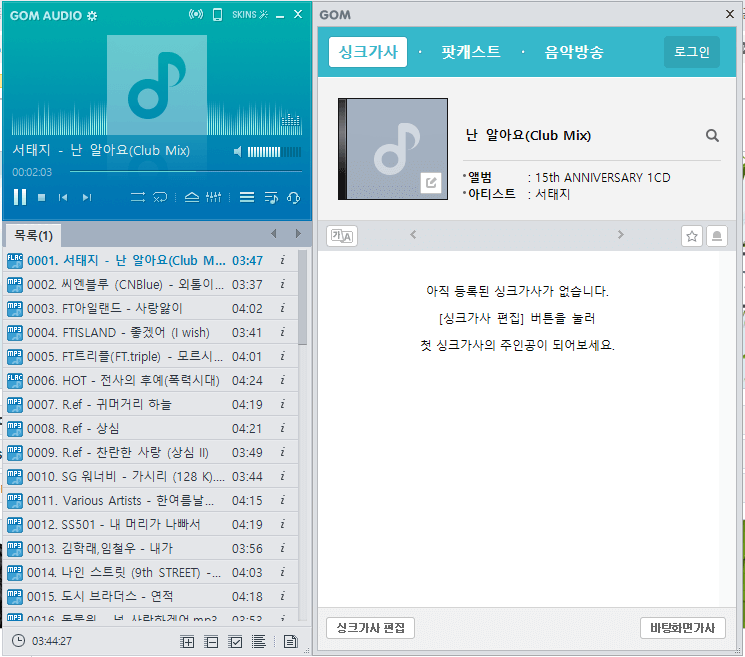 GOM AUDIO
SKINS
서태지 - 난 알아요(Club Mix)
00:02:03
목록(1)
FLAC 0001. 서태지 - 난 알아요(Club M... 03:47 i
MP3 0002. 씨엔블루 (CNBlue) - 외톨이... 03:37 i
MP3 0003. FT아일랜드 - 사랑앓이 04:02 i
MP3 0004. FTISLAND - 좋겠어 (I wish) 03:41 i
MP3 0005. FT트리플(FT.triple) - 모르시... 04:01 i
FLAC 0006. HOT - 전사의 후예(폭력시대) 04:24 i
MP3 0007. R.ef - 귀머거리 하늘 04:19 i
MP3 0008. R.ef - 상심 04:21 i
MP3 0009. R.ef - 찬란한 사랑 (상심 II) 03:49 i
MP3 0010. SG 워너비 - 가시리 (128 K).... 03:44 i
MP3 0011. Various Artists - 한여름날... 04:15 i
MP3 0012. SS501 - 내 머리가 나빠서 04:19 i
MP3 0013. 김학래,임철우 - 내가 03:56 i
MP3 0014. 나인 스트릿 (9th STREET) -... 04:03 i
MP3 0015. 도시 브라더스 - 연적 04:18 i
MP3 0016. 동물원 - 널 사랑하겠어.mp3 03:53 i
03:44:27
GOM
싱크가사 · 팟캐스트 · 음악방송 로그인
난 알아요(Club Mix)
앨범 : 15th ANNIVERSARY 1CD
아티스트 : 서태지
가 A
아직 등록된 싱크가사가 없습니다.
[싱크가사 편집] 버튼을 눌러
첫 싱크가사의 주인공이 되어보세요.
싱크가사 편집 바탕화면가사